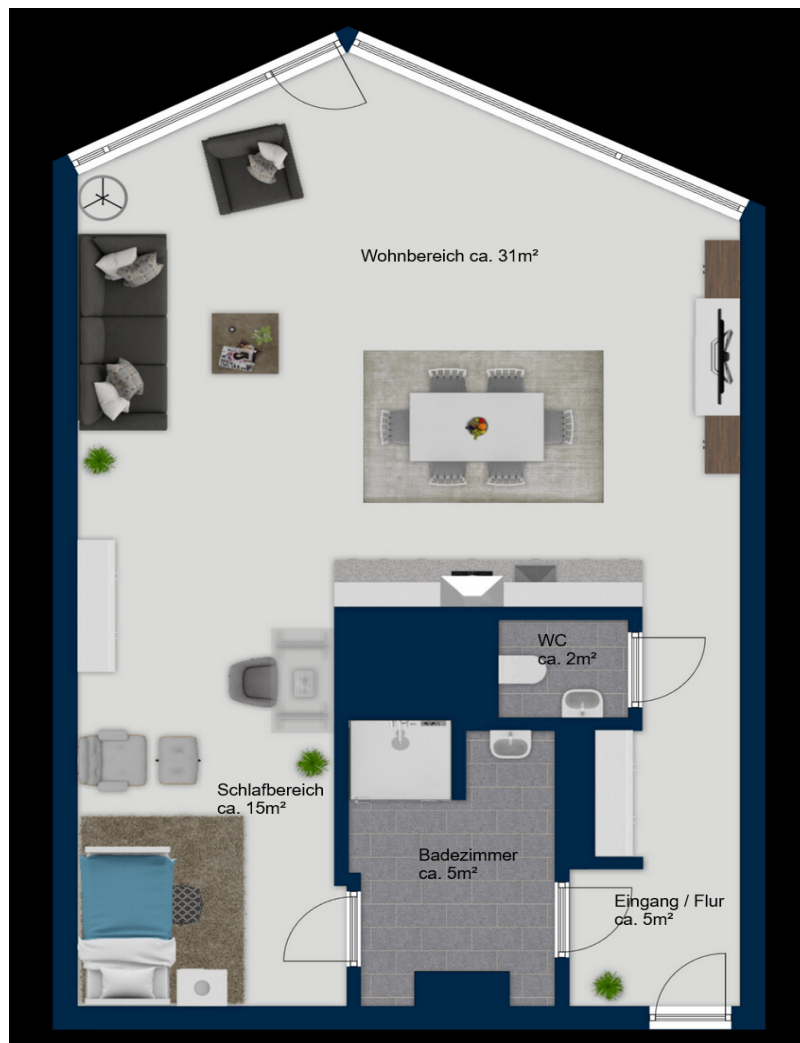 Wohnbereich ca. 31m²
WC
ca. 2m²
Schlafbereich
ca. 15m²
Badezimmer
ca. 5m²
Eingang / Flur
ca. 5m²